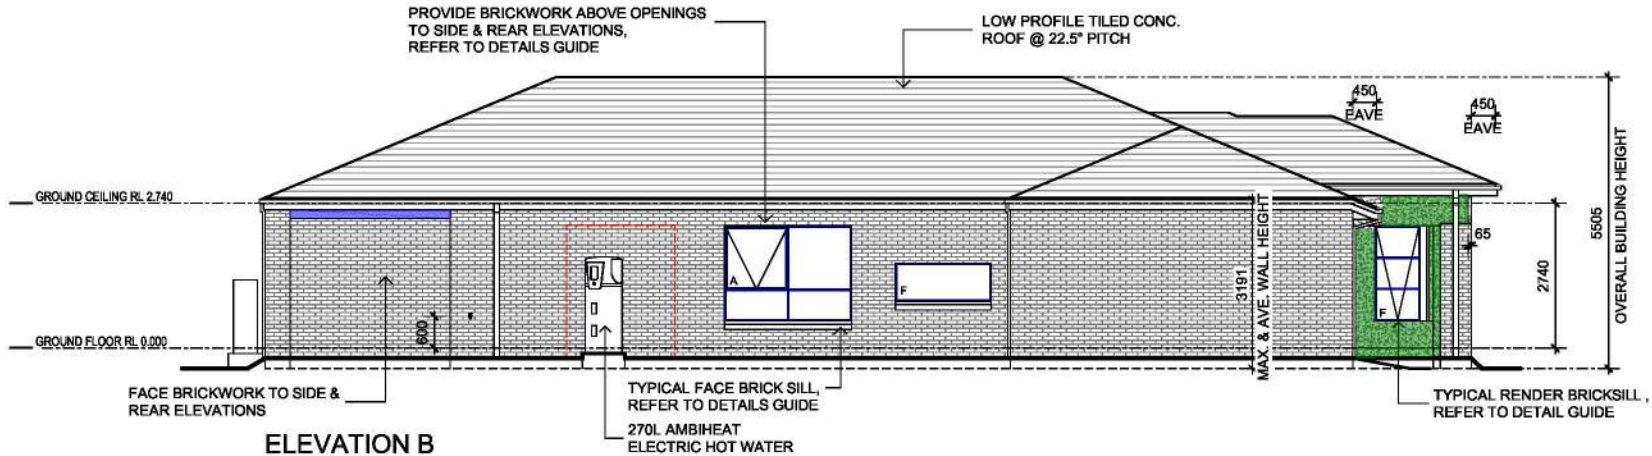 PROVIDE BRICKWORK ABOVE OPENINGS
TO SIDE & REAR ELEVATIONS,
REFER TO DETAILS GUIDE
LOW PROFILE TILED CONC.
ROOF @ 22.5° PITCH
450
EAVE
450
EAVE
GROUND CEILING RL 2.740
GROUND FLOOR RL 0.000
600
A
F
3191
MAX. & AVE. WALL HEIGHT
F
65
2740
5505
OVERALL BUILDING HEIGHT
FACE BRICKWORK TO SIDE &
REAR ELEVATIONS
TYPICAL FACE BRICK SILL,
REFER TO DETAILS GUIDE
270L AMBIHEAT
ELECTRIC HOT WATER
TYPICAL RENDER BRICKSILL ,
REFER TO DETAIL GUIDE
ELEVATION B